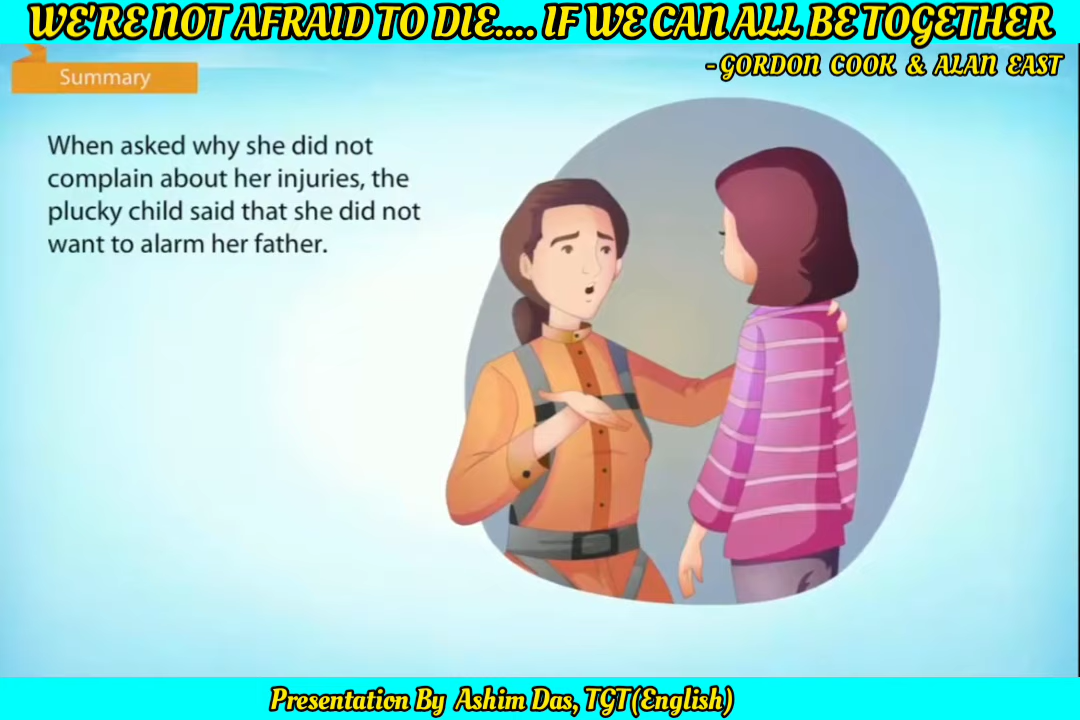 WE'RE NOT AFRAID TO DIE.... IF WE CAN ALL BE TOGETHER
- GORDON COOK & ALAN EAST
Summary
When asked why she did not
complain about her injuries, the
plucky child said that she did not
want to alarm her father.
Presentation By Ashim Das, TGT(English)